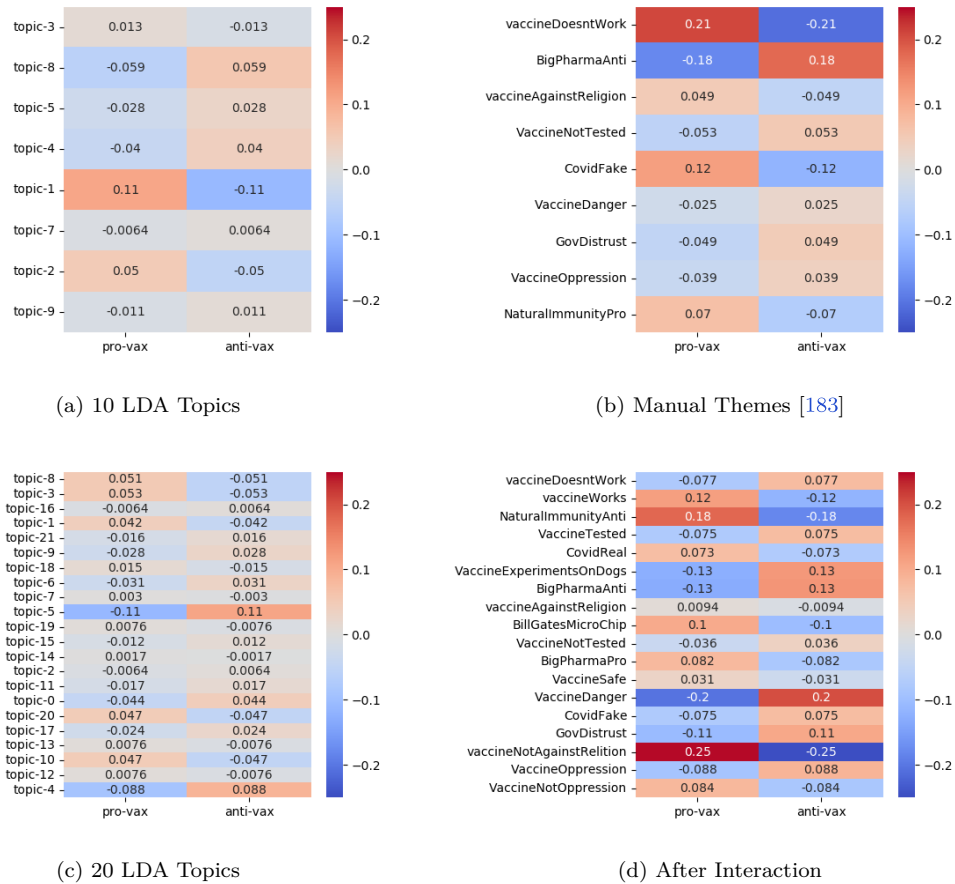 topic-3 0.013 -0.013
topic-8 -0.059 0.059
topic-5 -0.028 0.028
topic-4 -0.04 0.04
topic-1 0.11 -0.11
topic-7 -0.0064 0.0064
topic-2 0.05 -0.05
topic-9 -0.011 0.011
pro-vax anti-vax
0.2
0.1
0.0
−0.1
−0.2
(a) 10 LDA Topics
vaccineDoesntWork 0.21 -0.21
BigPharmaAnti -0.18 0.18
vaccineAgainstReligion 0.049 -0.049
VaccineNotTested -0.053 0.053
CovidFake 0.12 -0.12
VaccineDanger -0.025 0.025
GovDistrust -0.049 0.049
VaccineOppression -0.039 0.039
NaturalImmunityPro 0.07 -0.07
pro-vax anti-vax
0.2
0.1
0.0
−0.1
−0.2
(b) Manual Themes [183]
topic-8 0.051 -0.051
topic-3 0.053 -0.053
topic-16 -0.0064 0.0064
topic-1 0.042 -0.042
topic-21 -0.016 0.016
topic-9 -0.028 0.028
topic-18 0.015 -0.015
topic-6 -0.031 0.031
topic-7 0.003 -0.003
topic-5 -0.11 0.11
topic-19 0.0076 -0.0076
topic-15 -0.012 0.012
topic-14 0.0017 -0.0017
topic-2 -0.0064 0.0064
topic-11 -0.017 0.017
topic-0 -0.044 0.044
topic-20 0.047 -0.047
topic-17 -0.024 0.024
topic-13 0.0076 -0.0076
topic-10 0.047 -0.047
topic-12 0.0076 -0.0076
topic-4 -0.088 0.088
pro-vax anti-vax
0.2
0.1
0.0
−0.1
−0.2
(c) 20 LDA Topics
vaccineDoesntWork -0.077 0.077
vaccineWorks 0.12 -0.12
NaturalImmunityAnti 0.18 -0.18
VaccineTested -0.075 0.075
CovidReal 0.073 -0.073
VaccineExperimentsOnDogs -0.13 0.13
BigPharmaAnti -0.13 0.13
vaccineAgainstReligion 0.0094 -0.0094
BillGatesMicroChip 0.1 -0.1
VaccineNotTested -0.036 0.036
BigPharmaPro 0.082 -0.082
VaccineSafe 0.031 -0.031
VaccineDanger -0.2 0.2
CovidFake -0.075 0.075
GovDistrust -0.11 0.11
vaccineNotAgainstRelition 0.25 -0.25
VaccineOppression -0.088 0.088
VaccineNotOppression 0.084 -0.084
pro-vax anti-vax
0.2
0.1
0.0
−0.1
−0.2
(d) After Interaction